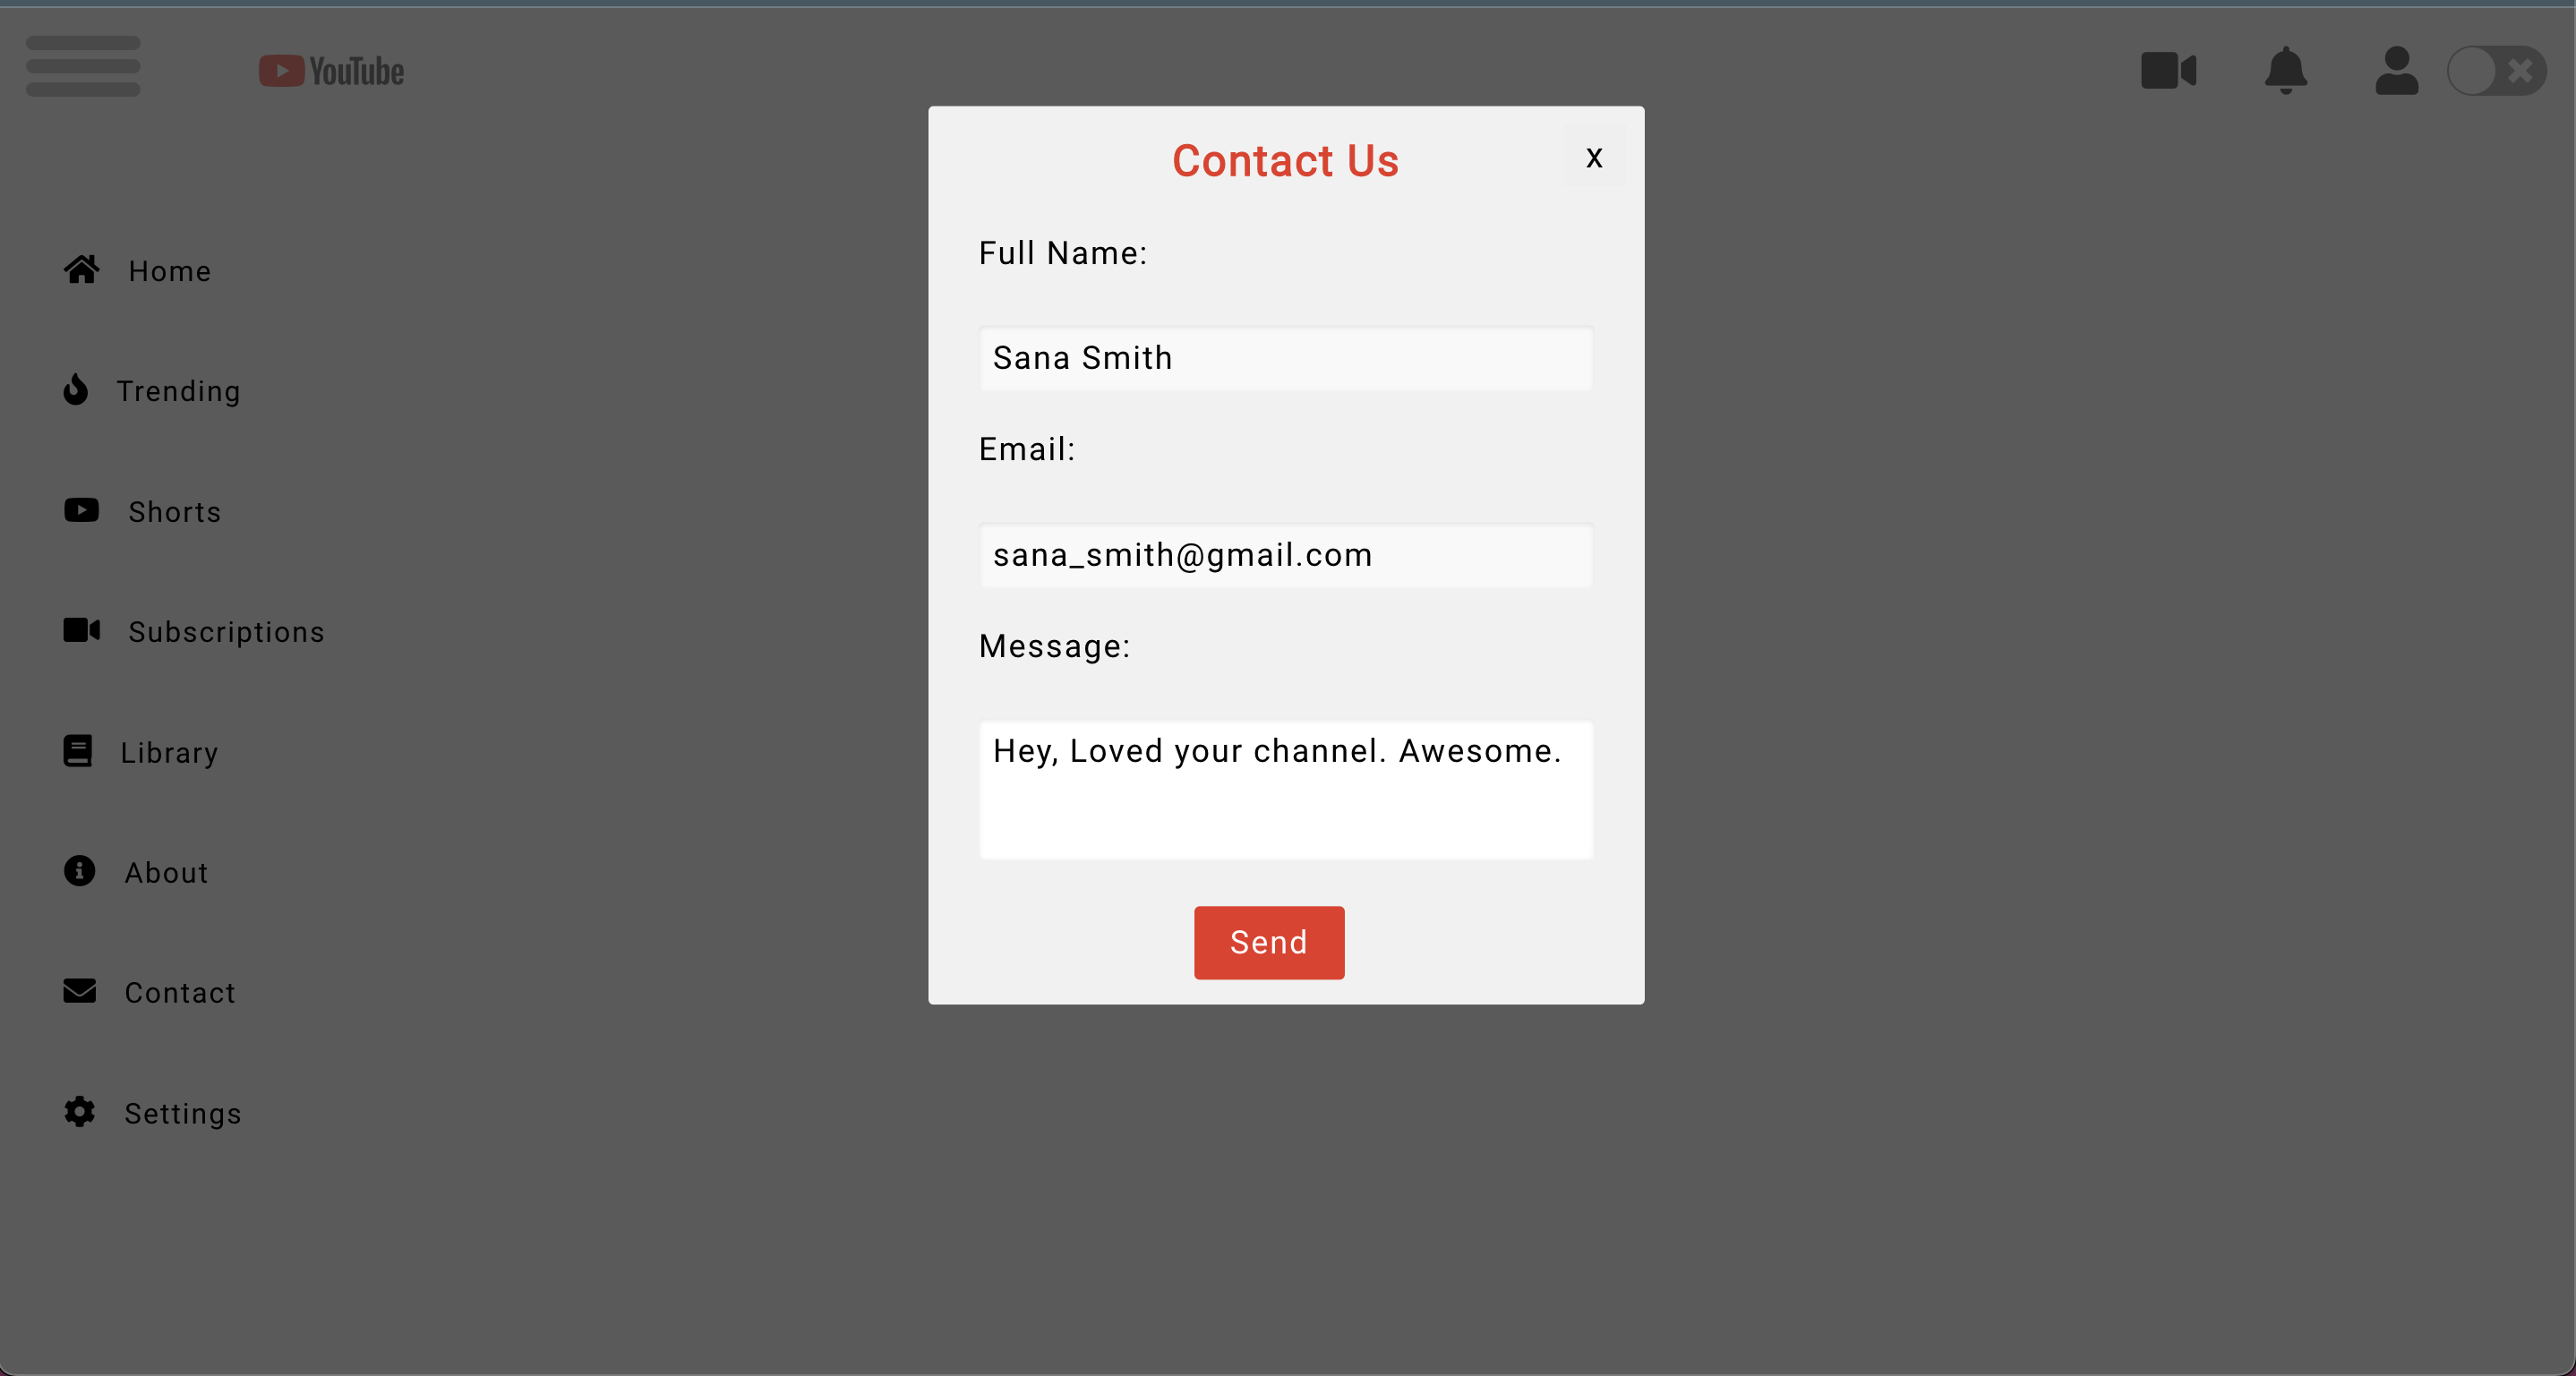 YouTube
Home
Trending
Shorts
Subscriptions
Library
About
Contact
Settings
Contact Us
x
Full Name:
Sana Smith
Email:
sana_smith@gmail.com
Message:
Hey, Loved your channel. Awesome.
Send